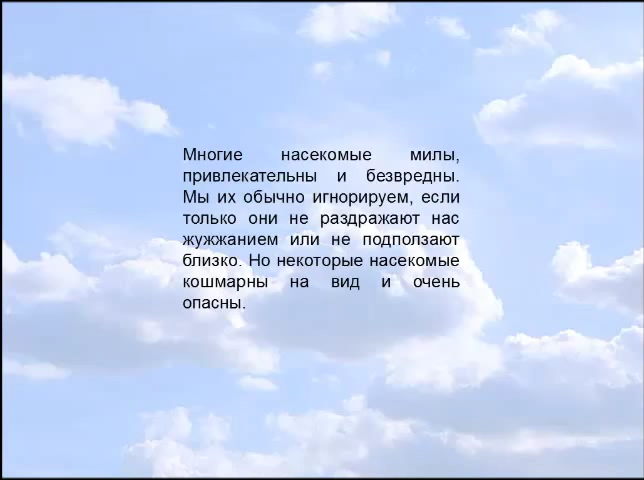 Многие насекомые милы,
привлекательны и безвредны.
Мы их обычно игнорируем, если
только они не раздражают нас
жужжанием или не подползают
близко. Но некоторые насекомые
кошмарны на вид и очень
опасны.